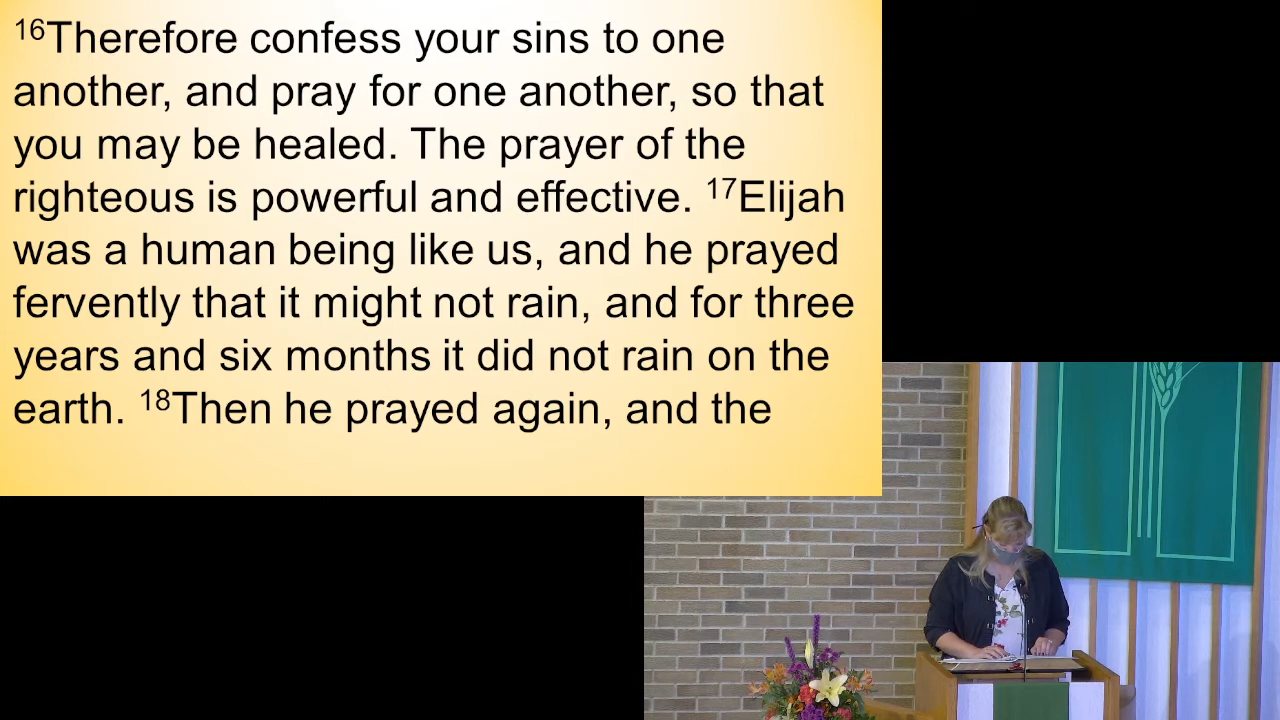 16Therefore confess your sins to one
another, and pray for one another, so that
you may be healed. The prayer of the
righteous is powerful and effective. 17Elijah
was a human being like us, and he prayed
fervently that it might not rain, and for three
years and six months it did not rain on the
earth. 18Then he prayed again, and the